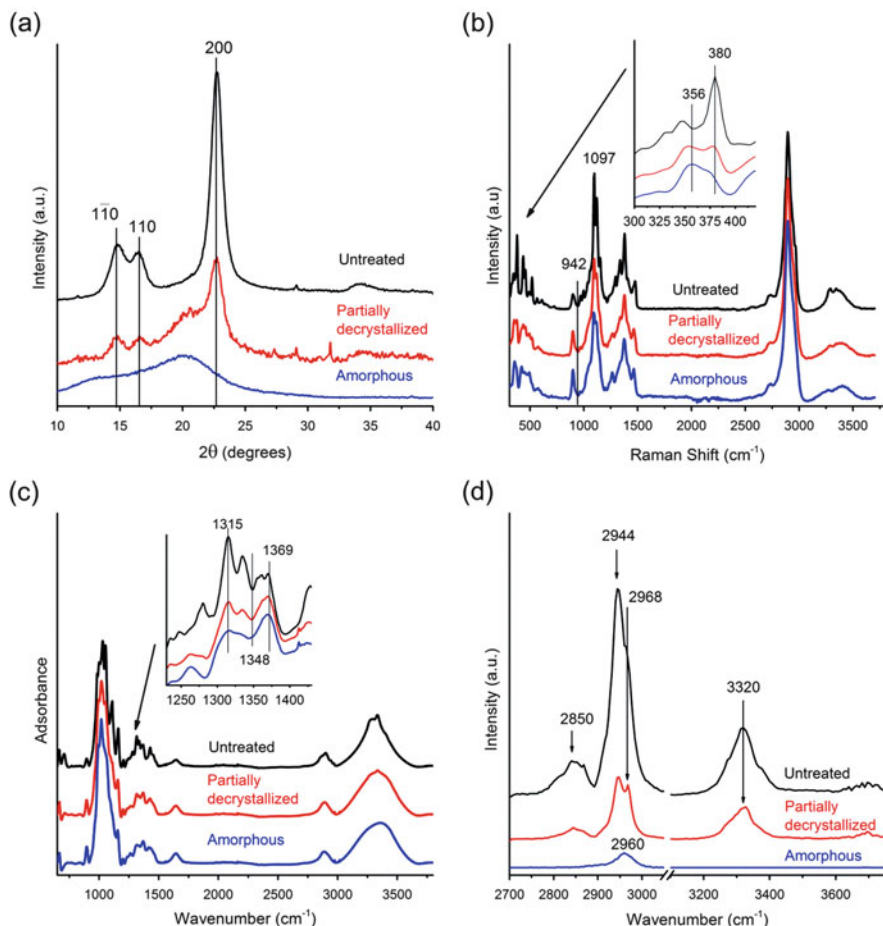 (a)
200
1̄10
110
Untreated
Partially
decrystallized
Amorphous
Intensity (a.u.)
10 15 20 25 30 35 40
2θ (degrees)
(b)
380
356
1097
942
300 325 350 375 400
Untreated
Partially
decrystallized
Amorphous
Intensity (a.u)
500 1000 1500 2000 2500 3000 3500
Raman Shift (cm⁻¹)
(c)
1315
1369
1348
1250 1300 1350 1400
Untreated
Partially
decrystallized
Amorphous
Adsorbance
1000 1500 2000 2500 3000 3500
Wavenumber (cm⁻¹)
(d)
2944
2968
2850
3320
Untreated
Partially
decrystallized
2960
Amorphous
Intensity (a.u.)
2700 2800 2900 3000 3200 3400 3600
Wavenumber (cm⁻¹)